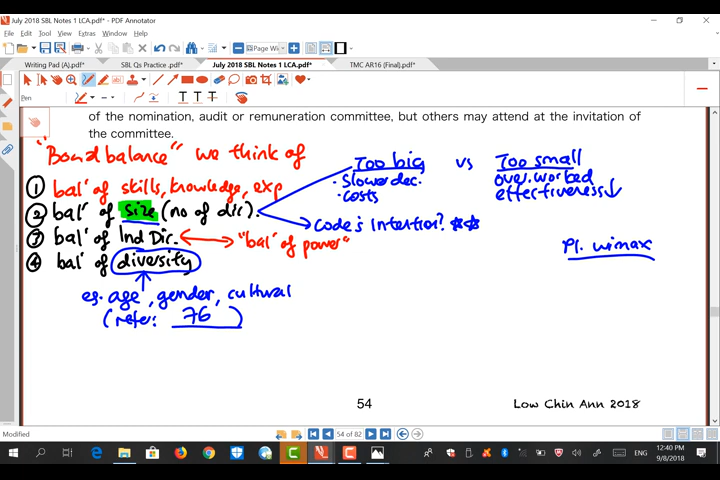 July 2018 SBL Notes 1 LCA.pdf* - PDF Annotator
File Edit Tools Extras Window Help
Page Wi
Writing Pad (A).pdf* SBL Qs Practice .pdf* July 2018 SBL Notes 1 LCA.pdf* TMC AR16 (Final).pdf*
Pen
of the nomination, audit or remuneration committee, but others may attend at the invitation of
the committee.
"Board balance" we think of
① bal' of skills, knowledge, exp
② bal' of size (no of dir).
③ bal' of Ind Dir. "bal' of power"
④ bal' of diversity
eg. age, gender, cultural
(refer: 76 )
Too big vs Too small
· Slower dec.
· costs
over.worked
effectiveness↓
Code's Intention? ☆☆
Pl. wimax
54
Low Chin Ann 2018
Modified
54 of 82
ENG
12:40 PM
9/8/2018